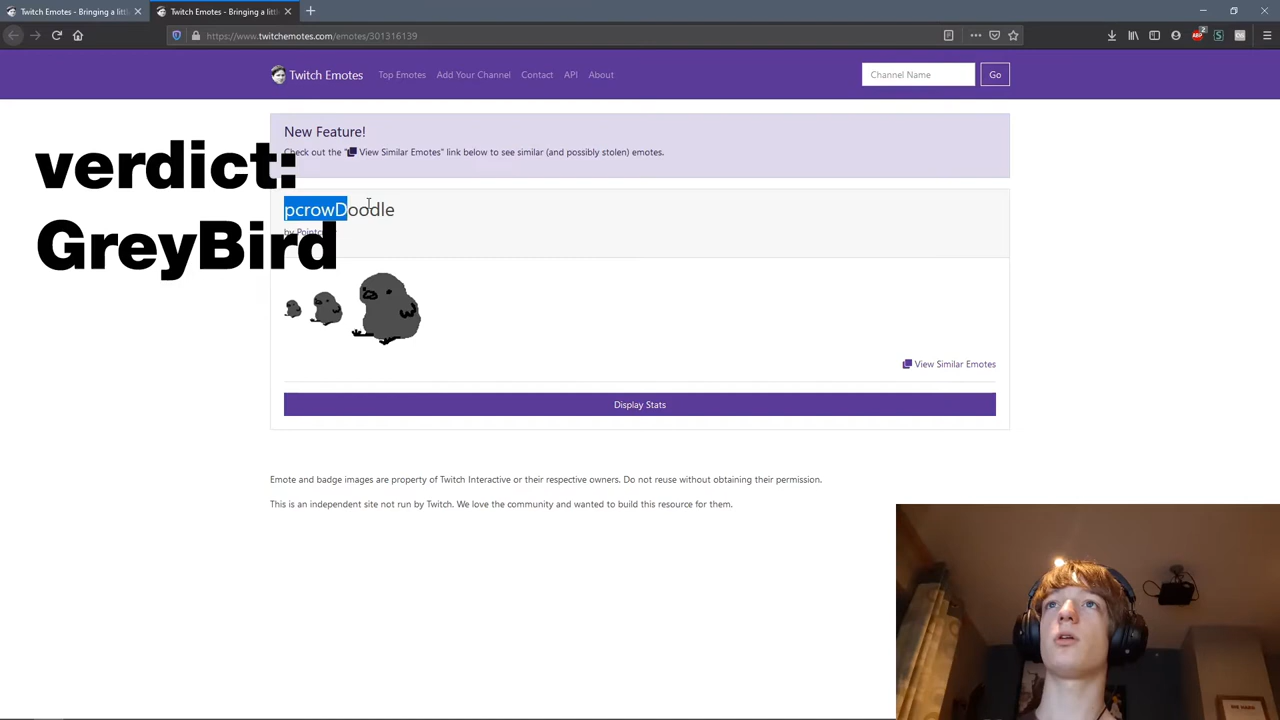 Twitch Emotes - Bringing a littl
Twitch Emotes - Bringing a littl
https://www.twitchemotes.com/emotes/301316139
2
Twitch Emotes
Top Emotes
Add Your Channel
Contact
API
About
Channel Name
Go
New Feature!
Check out the "View Similar Emotes" link below to see similar (and possibly stolen) emotes.
verdict:
GreyBird
pcrowDoodle
by
View Similar Emotes
Display Stats
Emote and badge images are property of Twitch Interactive or their respective owners. Do not reuse without obtaining their permission.
This is an independent site not run by Twitch. We love the community and wanted to build this resource for them.